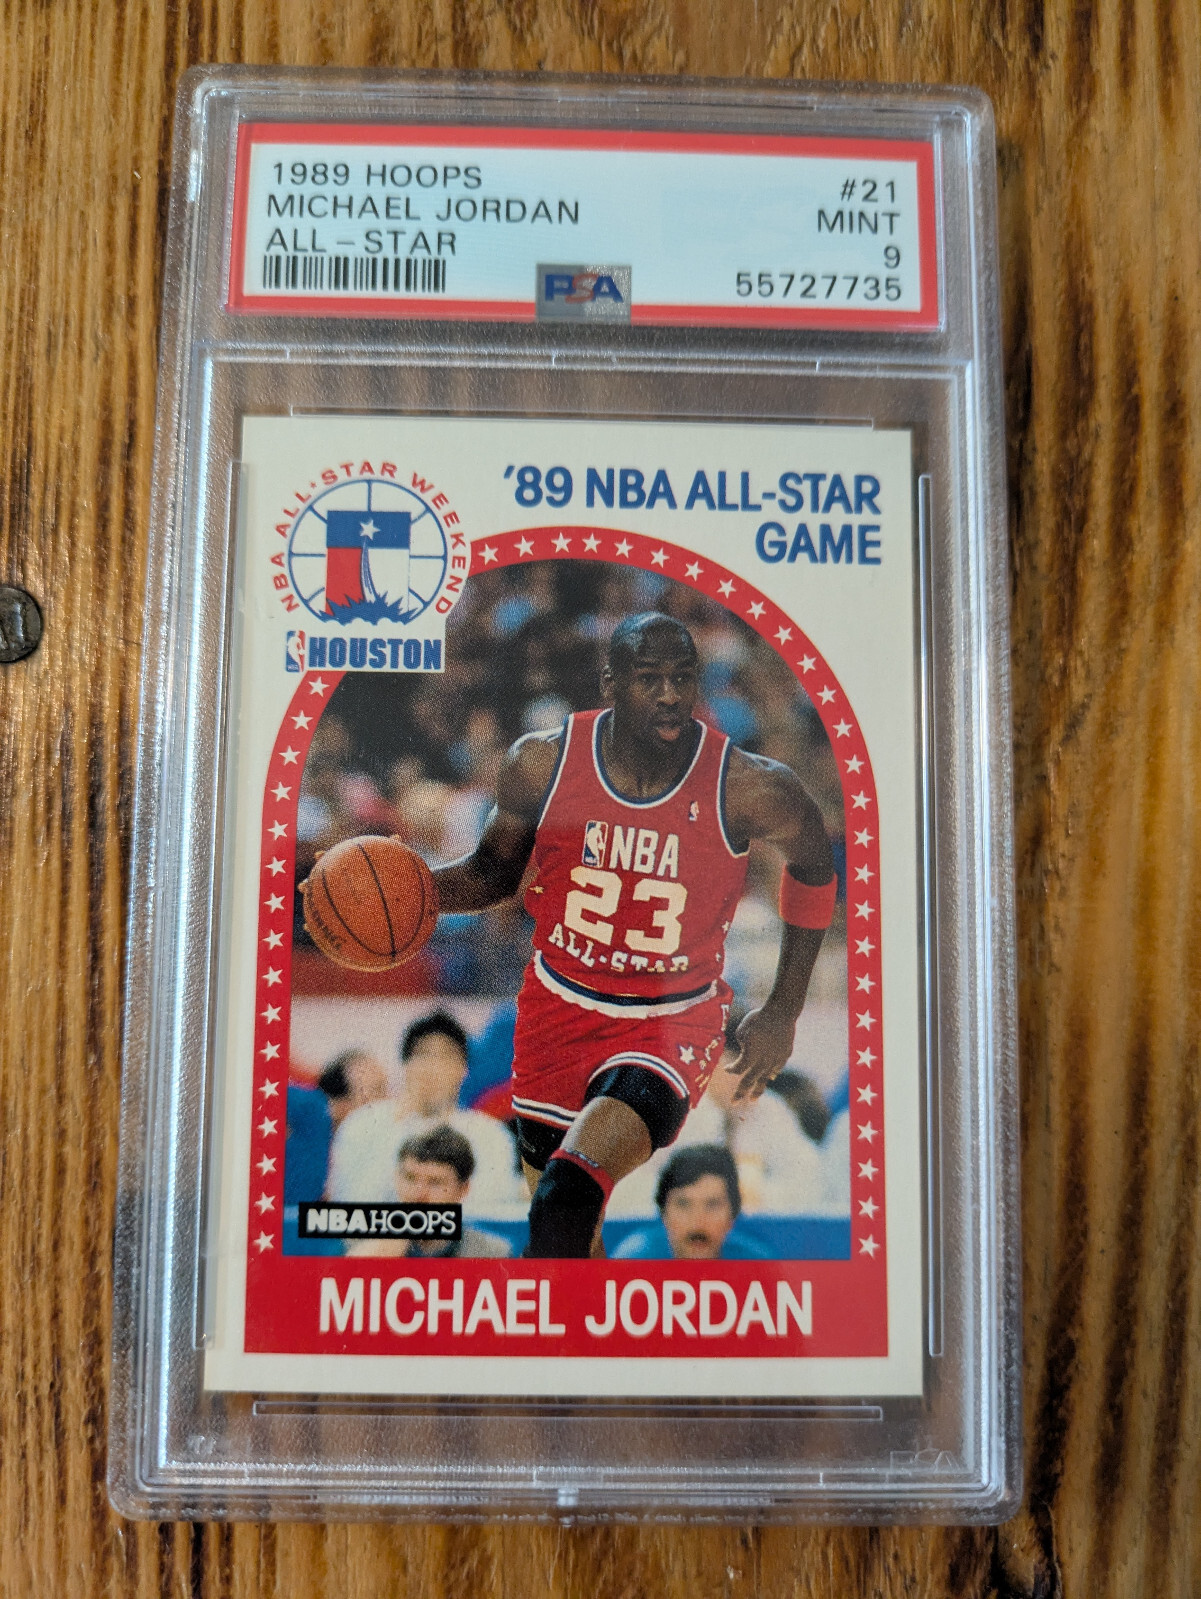 1989 HOOPS
MICHAEL JORDAN
ALL-STAR
#21
MINT
9
55727735
PSA
NBA ALL·STAR WEEKEND
HOUSTON
'89 NBA ALL-STAR
GAME
NBA
23
ALL·STAR
NBA HOOPS
MICHAEL JORDAN
PSA